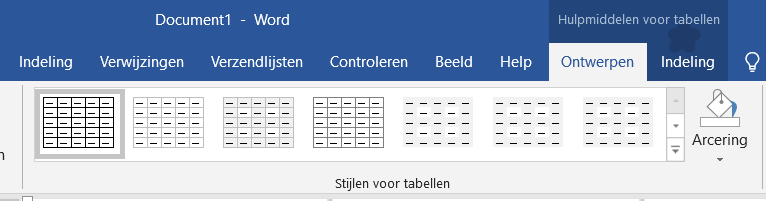 Document1 - Word
Hulpmiddelen voor tabellen
Indeling Verwijzingen Verzendlijsten Controleren Beeld Help Ontwerpen Indeling
Arcering
Stijlen voor tabellen